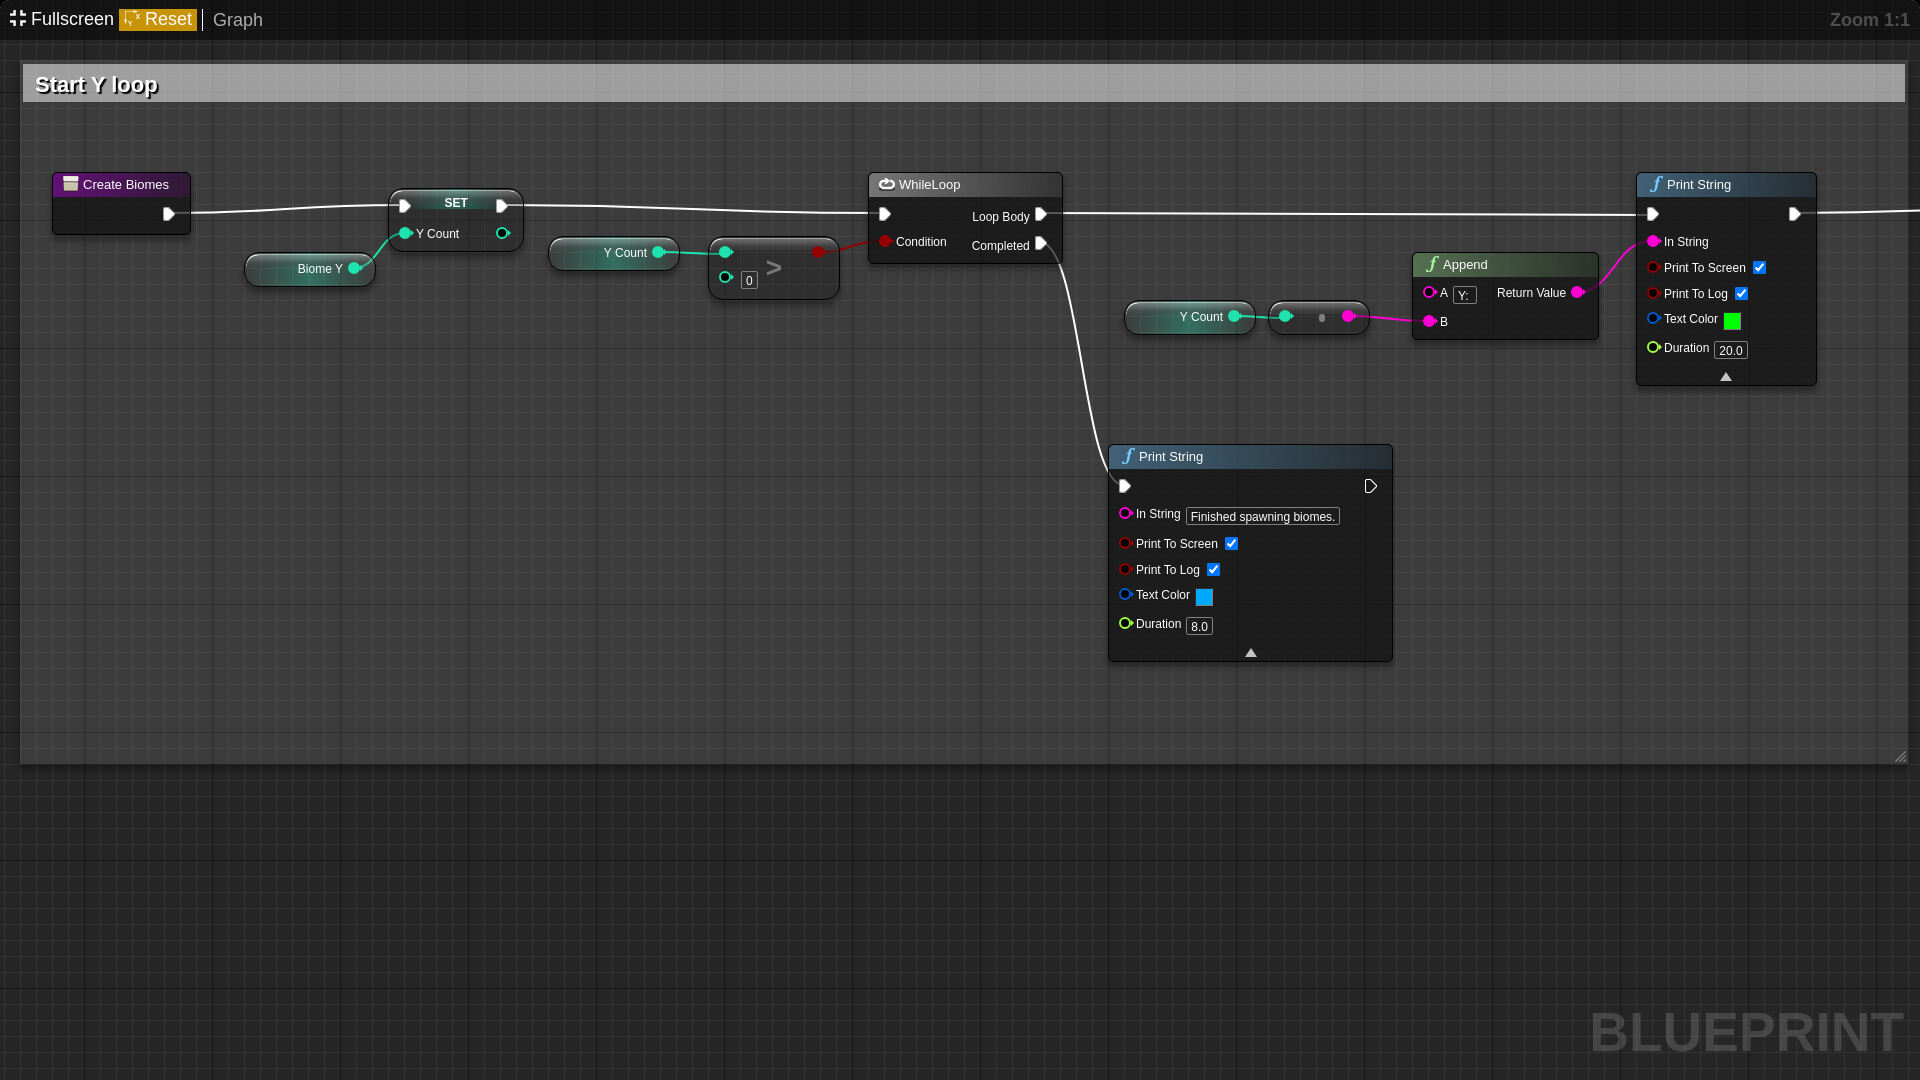 Fullscreen Reset Graph Zoom 1:1
Start Y loop
Create Biomes
SET
Y Count
Biome Y
Y Count
0
>
WhileLoop
Loop Body
Condition
Completed
Y Count
Append
A Y: Return Value
B
Print String
In String
Print To Screen
Print To Log
Text Color
Duration 20.0
Print String
In String Finished spawning biomes.
Print To Screen
Print To Log
Text Color
Duration 8.0
BLUEPRINT